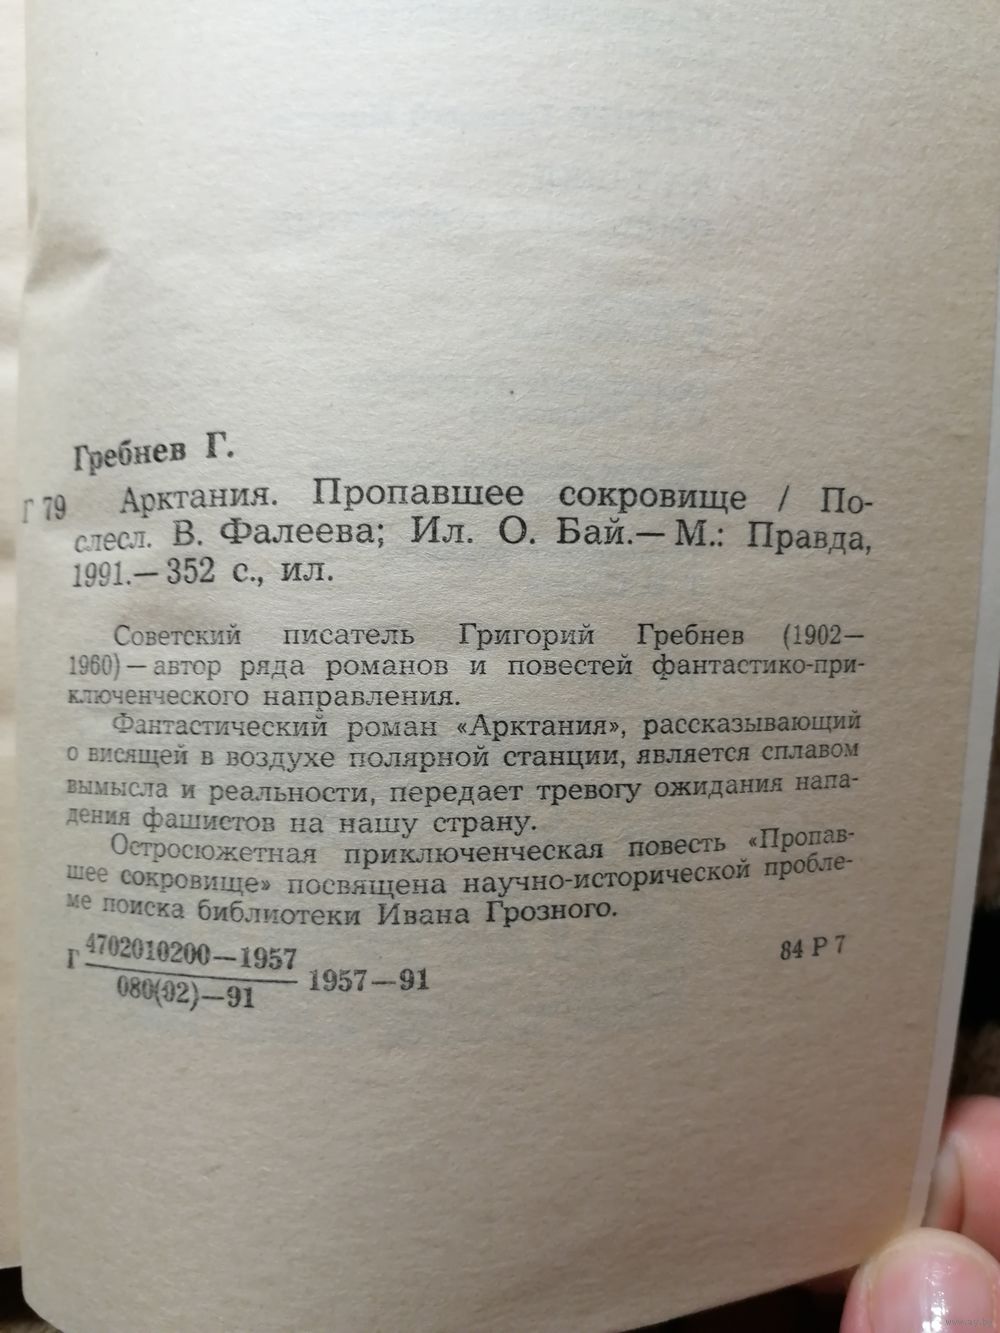 Гребнев Г.
Г 79 Арктания. Пропавшее сокровище / По-
слесл. В. Фалеева; Ил. О. Бай.— М.: Правда,
1991.— 352 с., ил.
Советский писатель Григорий Гребнев (1902—
1960) — автор ряда романов и повестей фантастико-при-
ключенческого направления.
Фантастический роман «Арктания», рассказывающий
о висящей в воздухе полярной станции, является сплавом
вымысла и реальности, передает тревогу ожидания напа-
дения фашистов на нашу страну.
Остросюжетная приключенческая повесть «Пропав-
шее сокровище» посвящена научно-исторической пробле-
ме поиска библиотеки Ивана Грозного.
Г 4702010200—1957
080(02)—91
1957—91
84 Р 7
www.ay.by